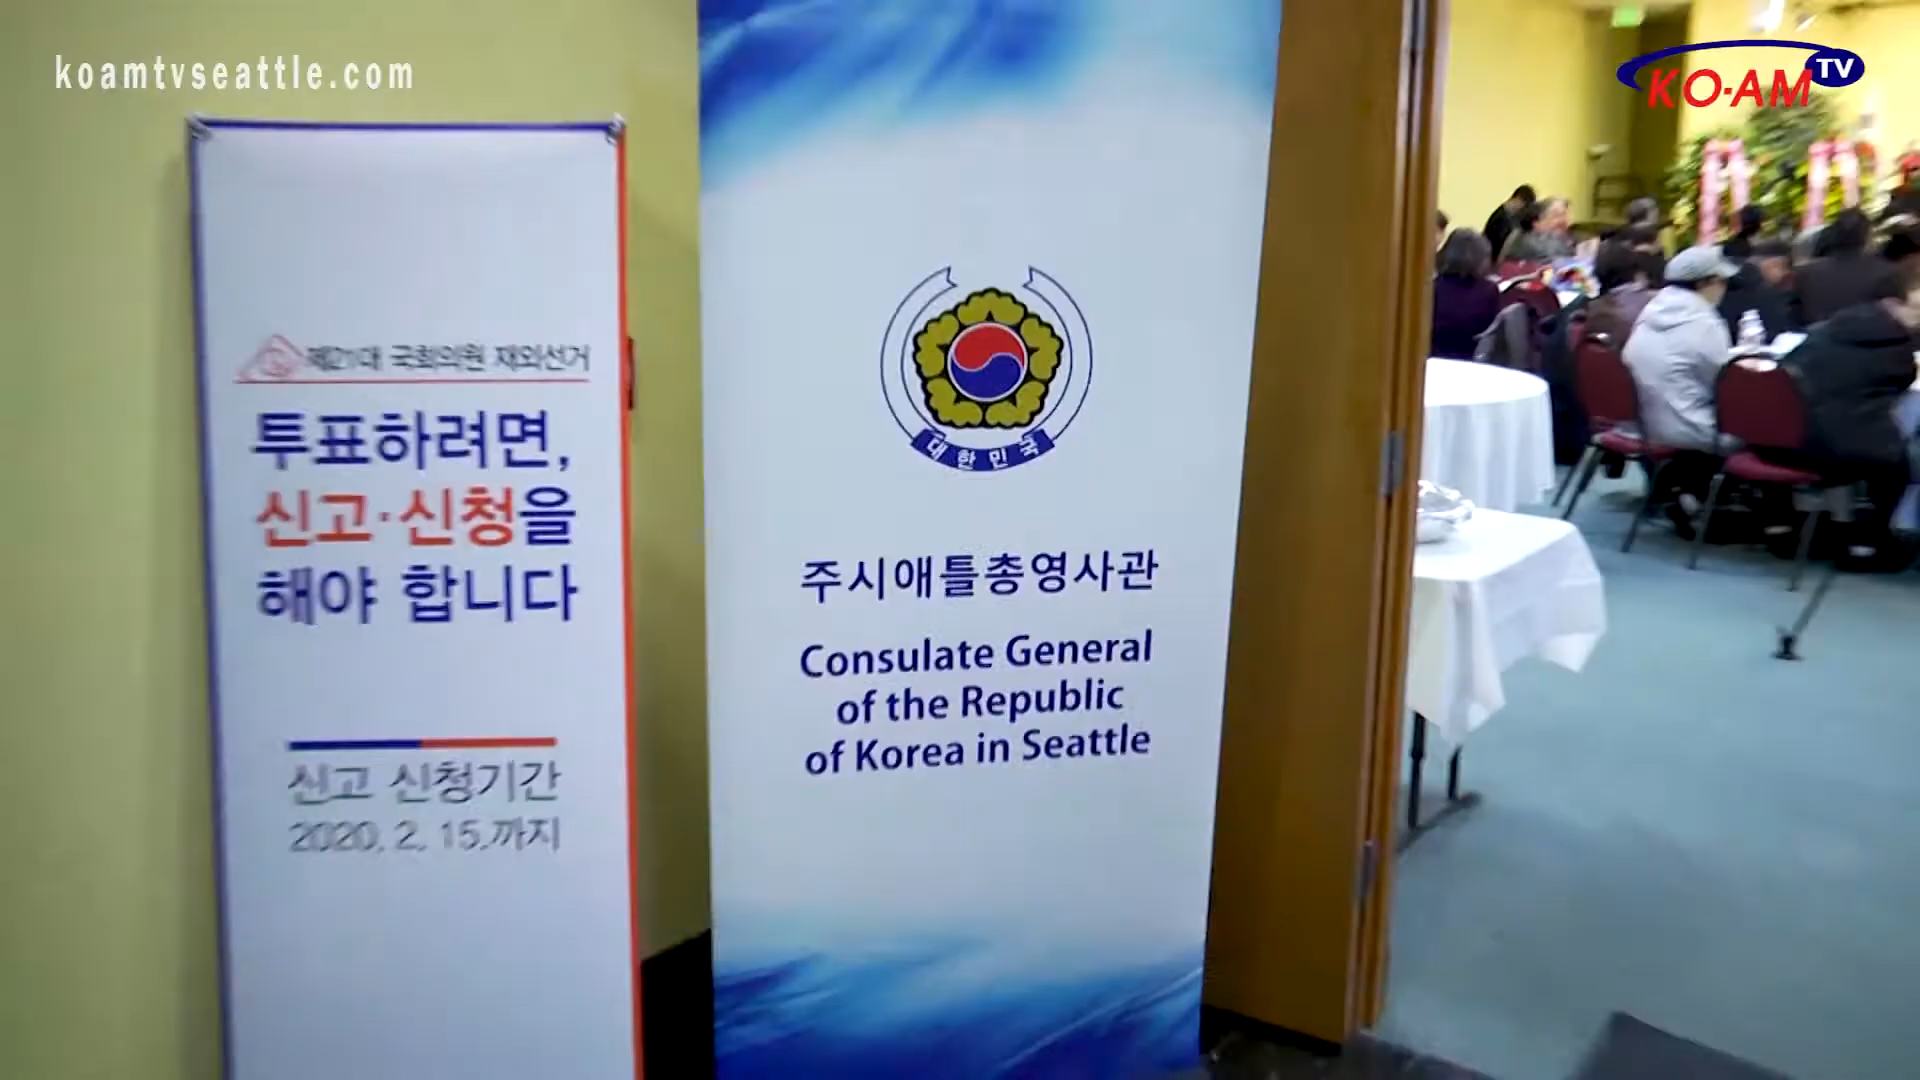 koamtvseattle.com
KO-AM TV
제21대 국회의원 재외선거
투표하려면,
신고·신청을
해야 합니다
신고 신청기간
2020. 2. 15.까지
대한민국
주시애틀총영사관
Consulate General
of the Republic
of Korea in Seattle